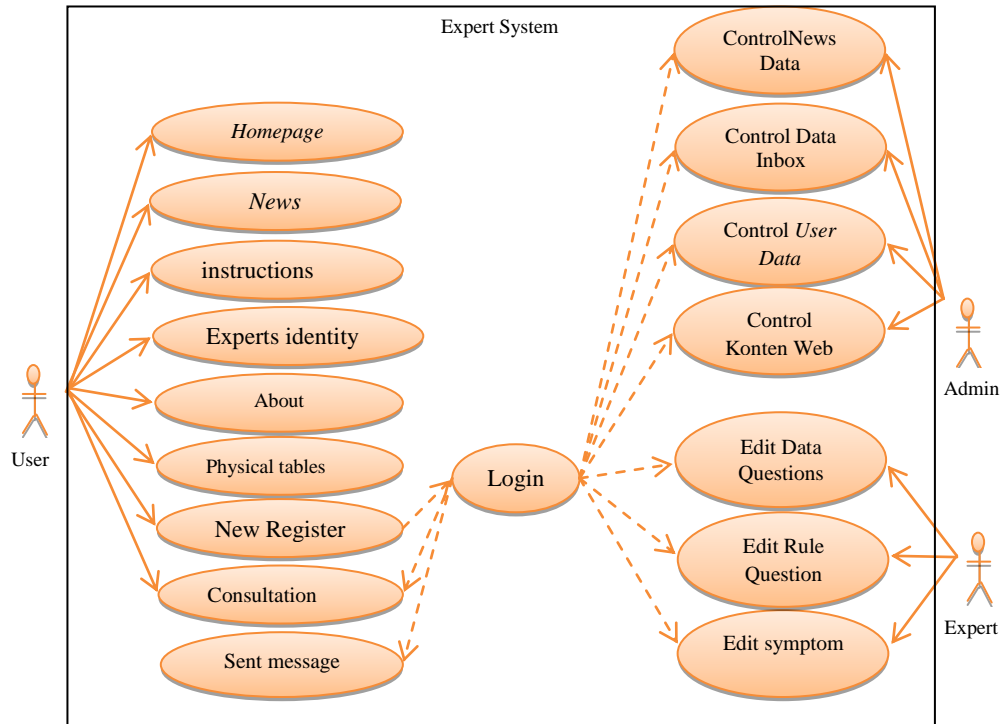 Expert System
Homepage
News
instructions
Experts identity
About
Physical tables
New Register
Consultation
Sent message
User
Login
ControlNews
Data
Control Data
Inbox
Control User
Data
Control
Konten Web
Admin
Edit Data
Questions
Edit Rule
Question
Edit symptom
Expert